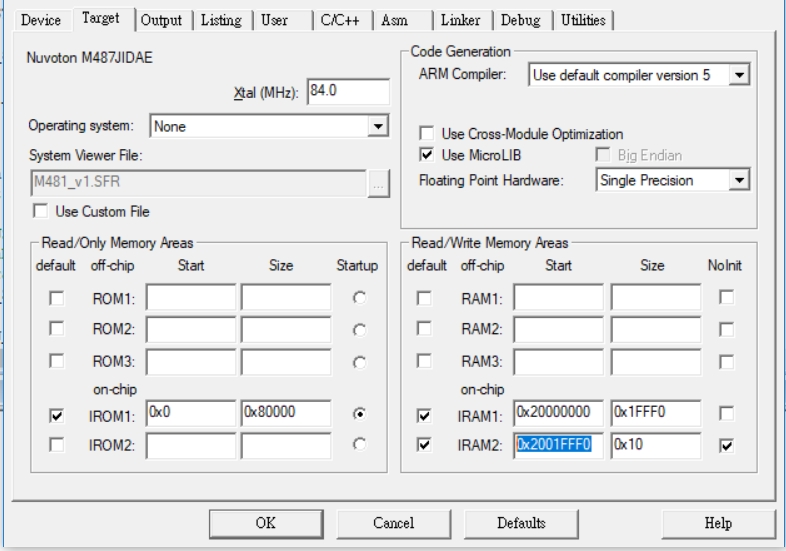 Device Target Output Listing User C/C++ Asm Linker Debug Utilities
Nuvoton M487JIDAE
Xtal (MHz): 84.0
Operating system: None
System Viewer File:
M481_v1.SFR ...
Use Custom File
Code Generation
ARM Compiler: Use default compiler version 5
Use Cross-Module Optimization
Use MicroLIB Big Endian
Floating Point Hardware: Single Precision
Read/Only Memory Areas
default off-chip Start Size Startup
ROM1:
ROM2:
ROM3:
on-chip
IROM1: 0x0 0x80000
IROM2:
Read/Write Memory Areas
default off-chip Start Size NoInit
RAM1:
RAM2:
RAM3:
on-chip
IRAM1: 0x20000000 0x1FFF0
IRAM2: 0x2001FFF0 0x10
OK Cancel Defaults Help